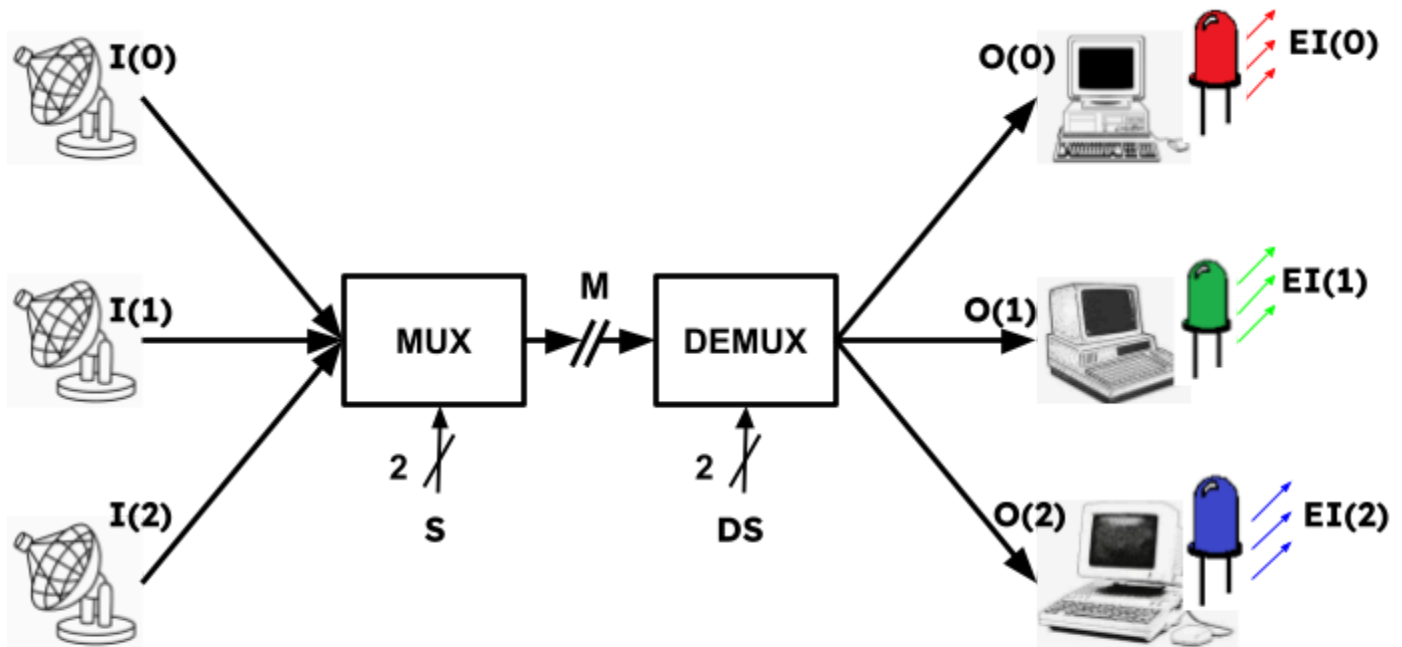 I(0)
O(0)
EI(0)
I(1)
MUX
M
DEMUX
O(1)
EI(1)
2
S
2
DS
I(2)
O(2)
EI(2)